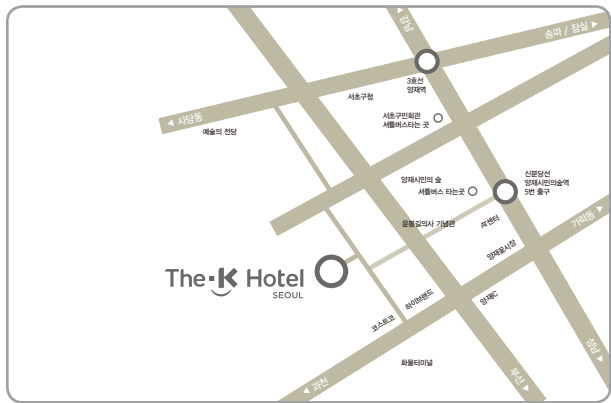 강남
송파 / 잠실
3호선
양재역
서초구청
사당동
예술의 전당
서초구민회관
셔틀버스타는 곳
양재시민의 숲
셔틀버스 타는곳
신분당선
양재시민의숲역
5번 출구
윤봉길의사 기념관
aT센터
가락동
양재꽃시장
The K Hotel
SEOUL
하이브랜드
양재IC
코스트코
성남
화물터미널
과천
부산